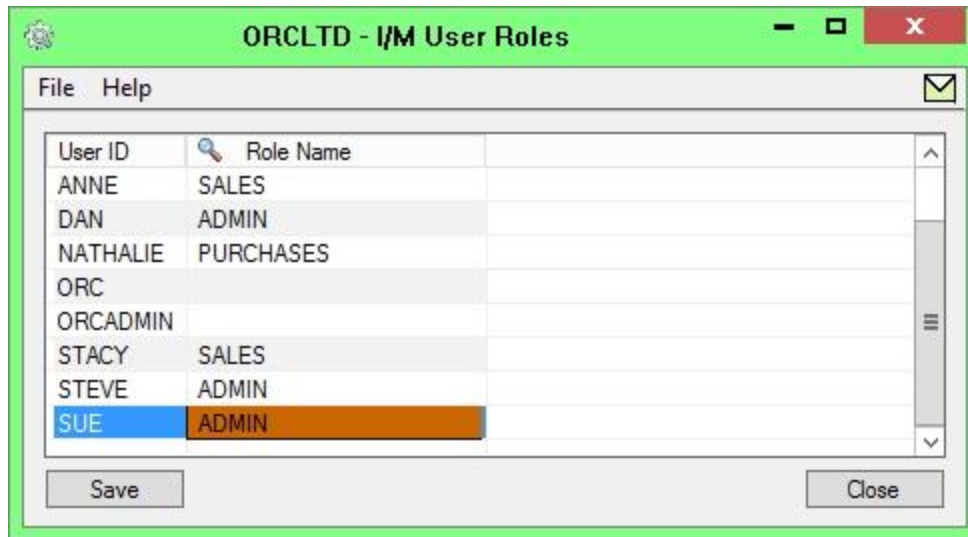 ORCLTD - I/M User Roles
File Help
User ID Role Name
ANNE SALES
DAN ADMIN
NATHALIE PURCHASES
ORC
ORCADMIN
STACY SALES
STEVE ADMIN
SUE ADMIN
Save Close